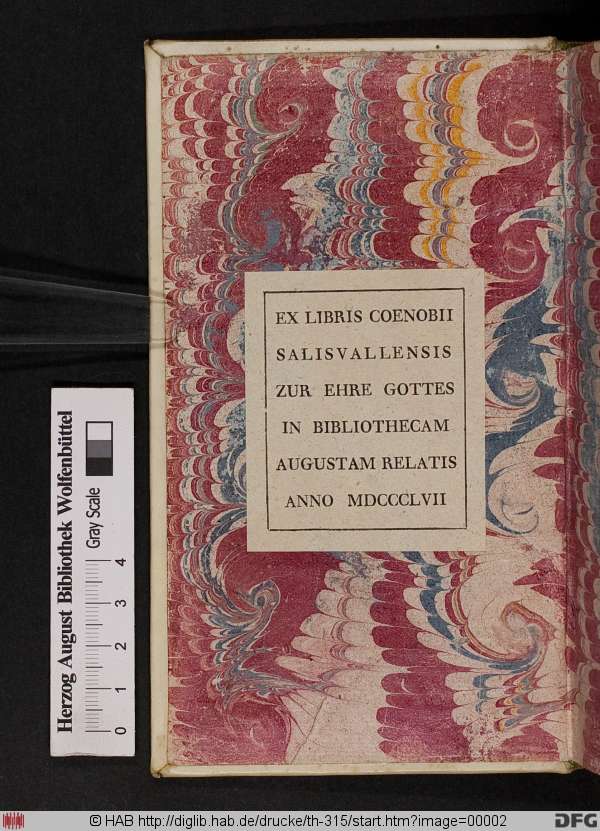 EX LIBRIS COENOBII
SALISVALLENSIS
ZUR EHRE GOTTES
IN BIBLIOTHECAM
AUGUSTAM RELATIS
ANNO MDCCCLVII
Herzog August Bibliothek Wolfenbüttel
Gray Scale
0 1 2 3 4
© HAB http://diglib.hab.de/drucke/th-315/start.htm?image=00002
DFG